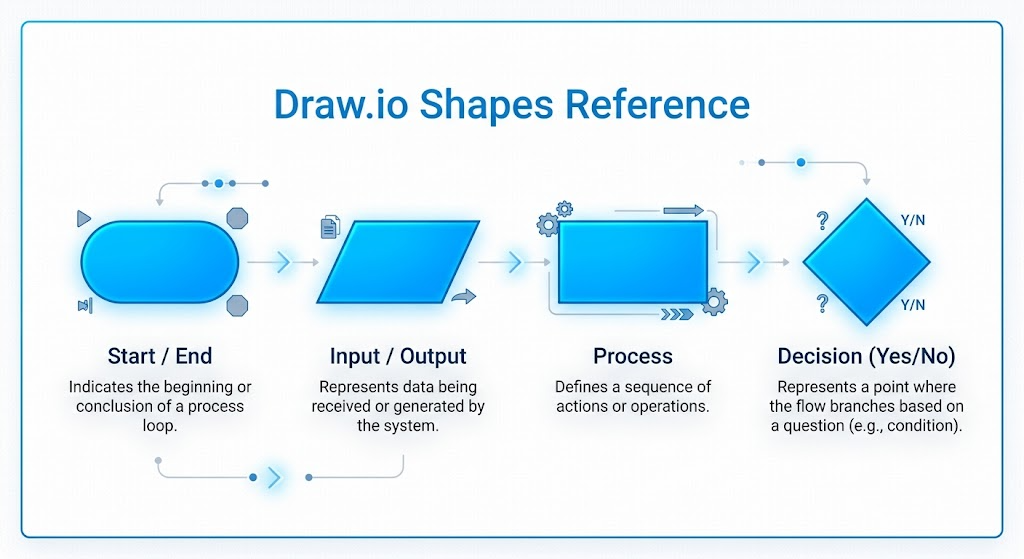 Draw.io Shapes Reference
?
Y/N
?
Y/N
Start / End
Indicates the beginning or
conclusion of a process
loop.
Input / Output
Represents data being
received or generated by
the system.
Process
Defines a sequence of
actions or operations.
Decision (Yes/No)
Represents a point where
the flow branches based on
a question (e.g., condition).